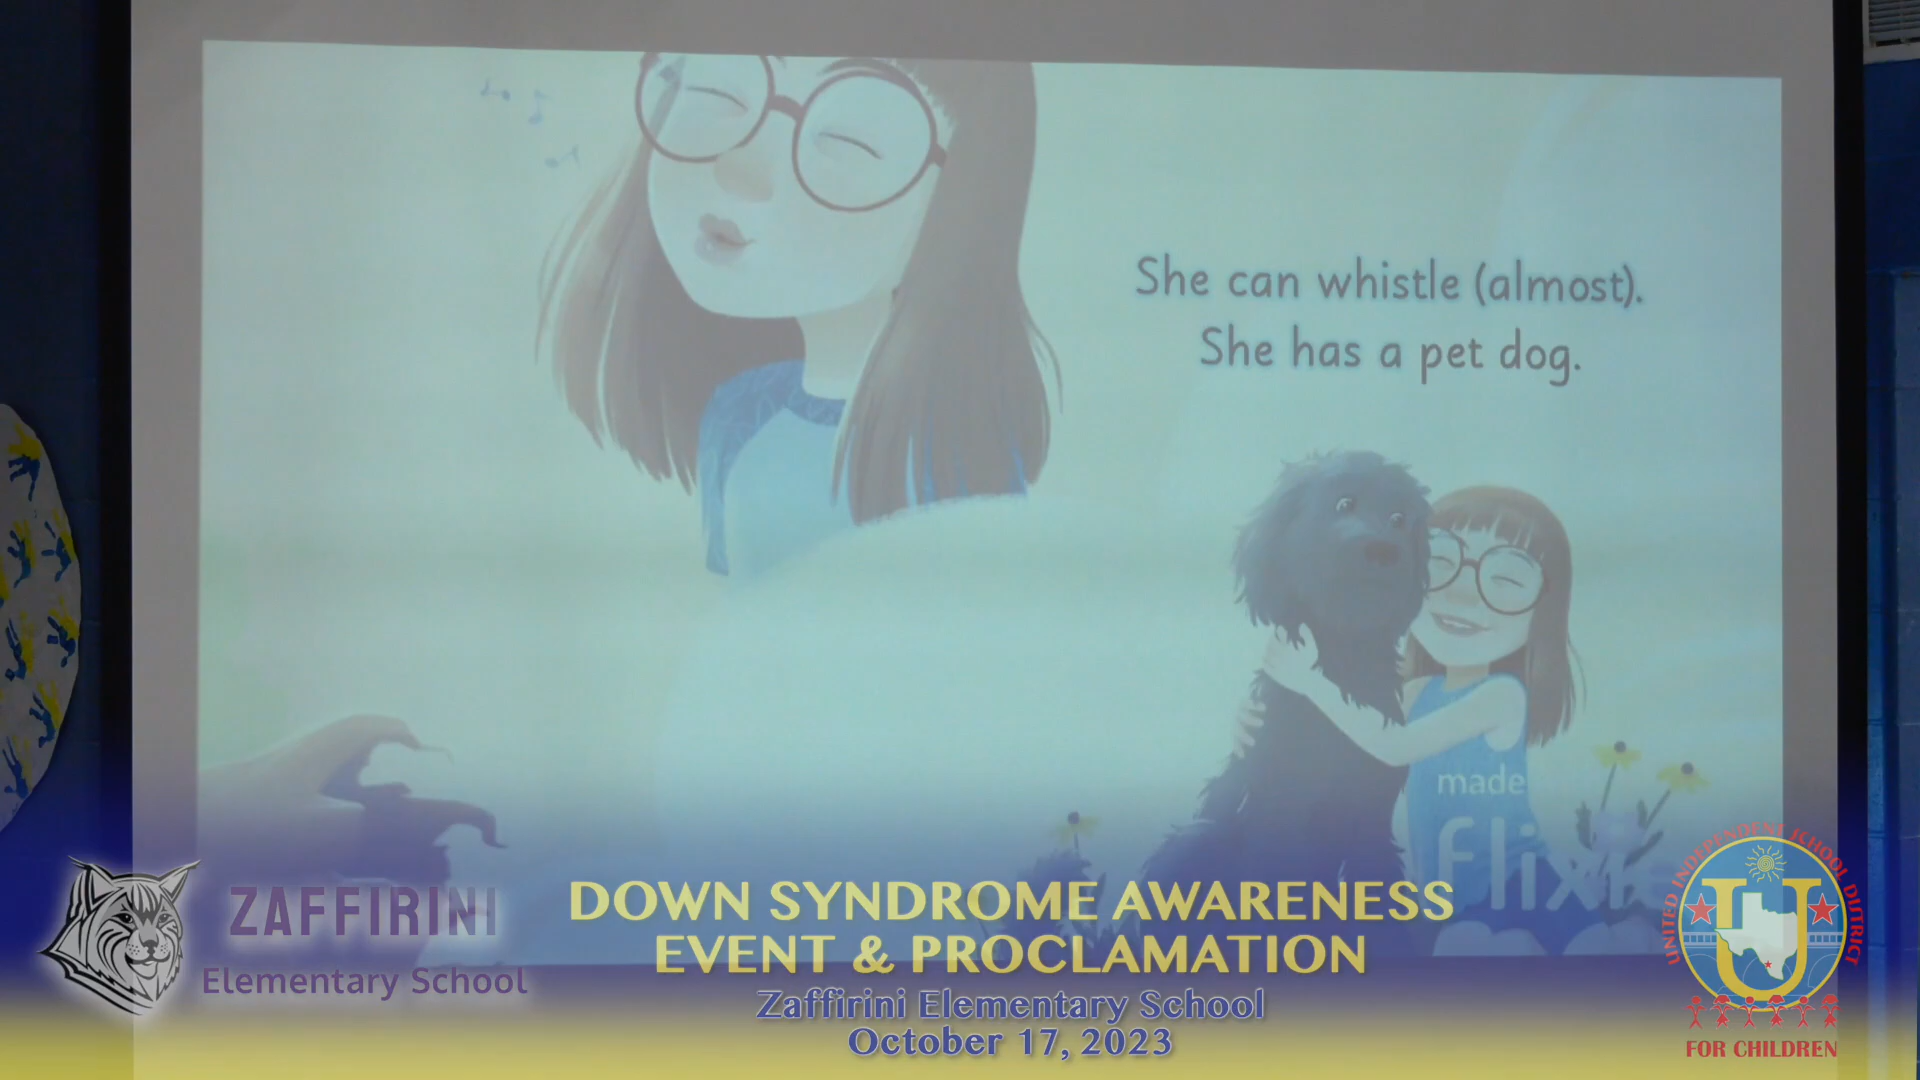 She can whistle (almost).
She has a pet dog.
made
flixier
ZAFFIRINI
Elementary School
DOWN SYNDROME AWARENESS
EVENT & PROCLAMATION
Zaffirini Elementary School
October 17, 2023
UNITED INDEPENDENT SCHOOL DISTRICT
U
FOR CHILDREN